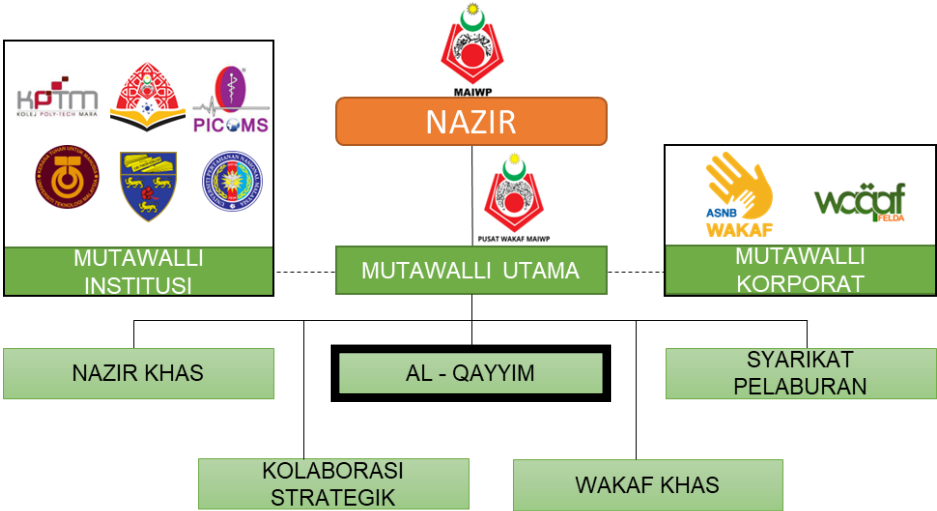 MAIWP
NAZIR
KPTM
KOLEJ POLY-TECH MARA
PICOMS
MUTAWALLI
INSTITUSI
PUSAT WAKAF MAIWP
MUTAWALLI UTAMA
ASNB
WAKAF
waqaf
FELDA
MUTAWALLI
KORPORAT
NAZIR KHAS
AL - QAYYIM
SYARIKAT
PELABURAN
KOLABORASI
STRATEGIK
WAKAF KHAS